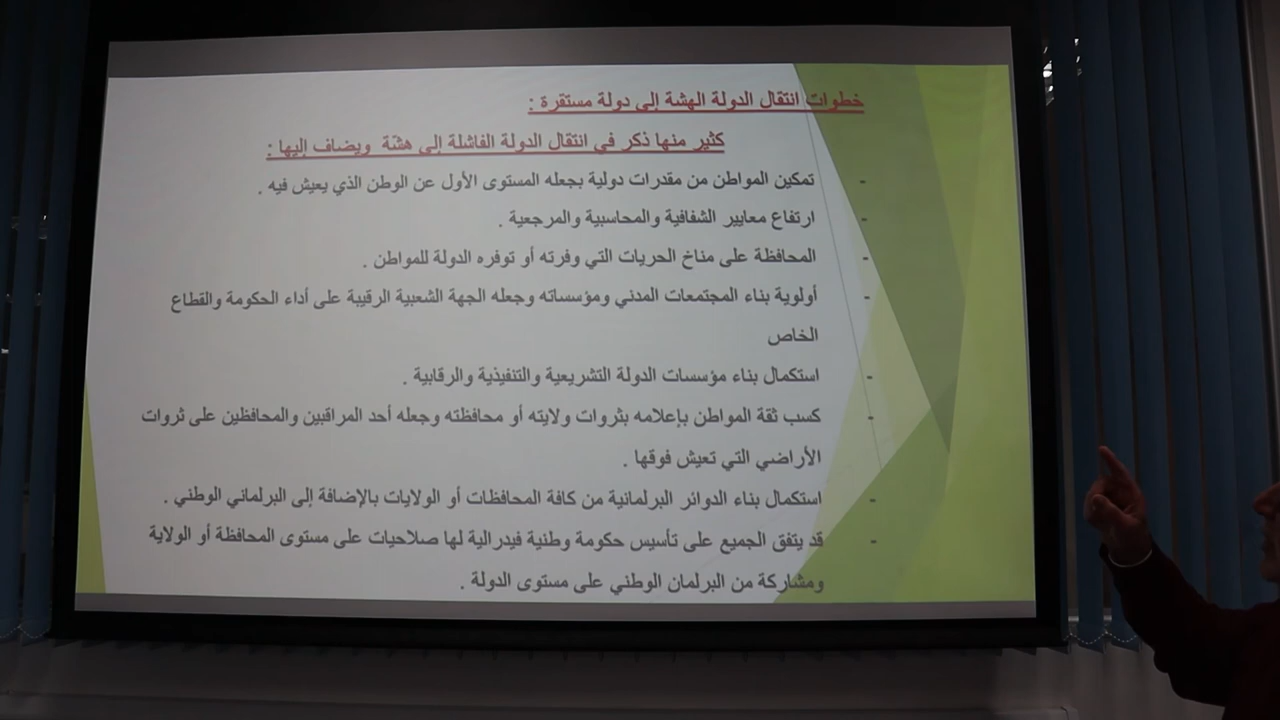 خطوات انتقال الدولة الهشة إلى دولة مستقرة :
كثير منها ذكر في انتقال الدولة الفاشلة إلى هشة ويضاف إليها :
- تمكين المواطن من مقدرات دولية بجعله المستوى الأول عن الوطن الذي يعيش فيه .
- ارتفاع معايير الشفافية والمحاسبية والمرجعية .
- المحافظة على مناخ الحريات التي وفرته أو توفره الدولة للمواطن .
- أولوية بناء المجتمعات المدني ومؤسساته وجعله الجهة الشعبية الرقيبة على أداء الحكومة والقطاع
الخاص
- استكمال بناء مؤسسات الدولة التشريعية والتنفيذية والرقابية .
- كسب ثقة المواطن بإعلامه بثروات ولايته أو محافظته وجعله أحد المراقبين والمحافظين على ثروات
الأراضي التي تعيش فوقها .
- استكمال بناء الدوائر البرلمانية من كافة المحافظات أو الولايات بالإضافة إلى البرلماني الوطني .
- قد يتفق الجميع على تأسيس حكومة وطنية فيدرالية لها صلاحيات على مستوى المحافظة أو الولاية
ومشاركة من البرلمان الوطني على مستوى الدولة .